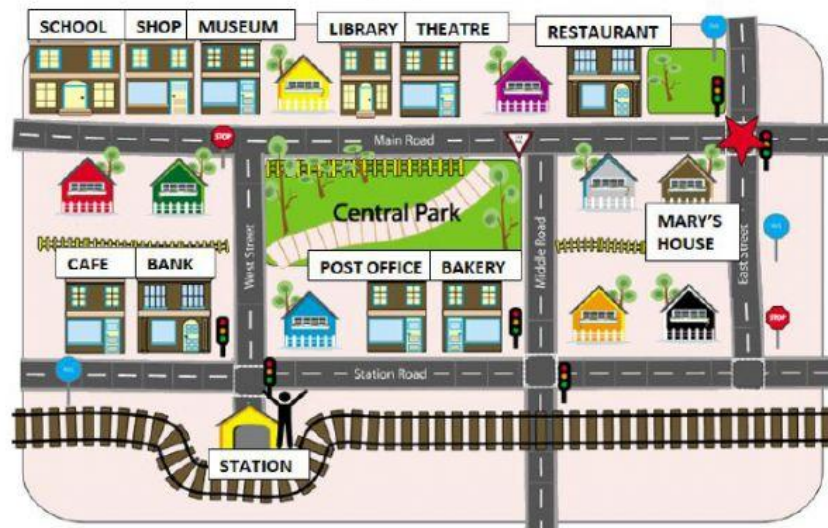 SCHOOL
SHOP
MUSEUM
LIBRARY
THEATRE
RESTAURANT
STOP
Main Road
Central Park
MARY'S
HOUSE
West Street
Middle Road
East Street
CAFE
BANK
POST OFFICE
BAKERY
STOP
Station Road
STATION